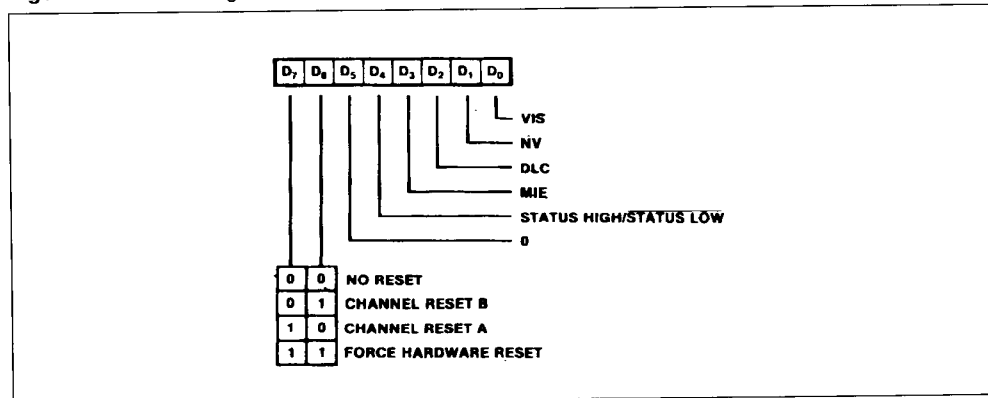 D₇ D₆ D₅ D₄ D₃ D₂ D₁ D₀
VIS
NV
DLC
MIE
STATUS HIGH/STATUS LOW
0
0 0 NO RESET
0 1 CHANNEL RESET B
1 0 CHANNEL RESET A
1 1 FORCE HARDWARE RESET